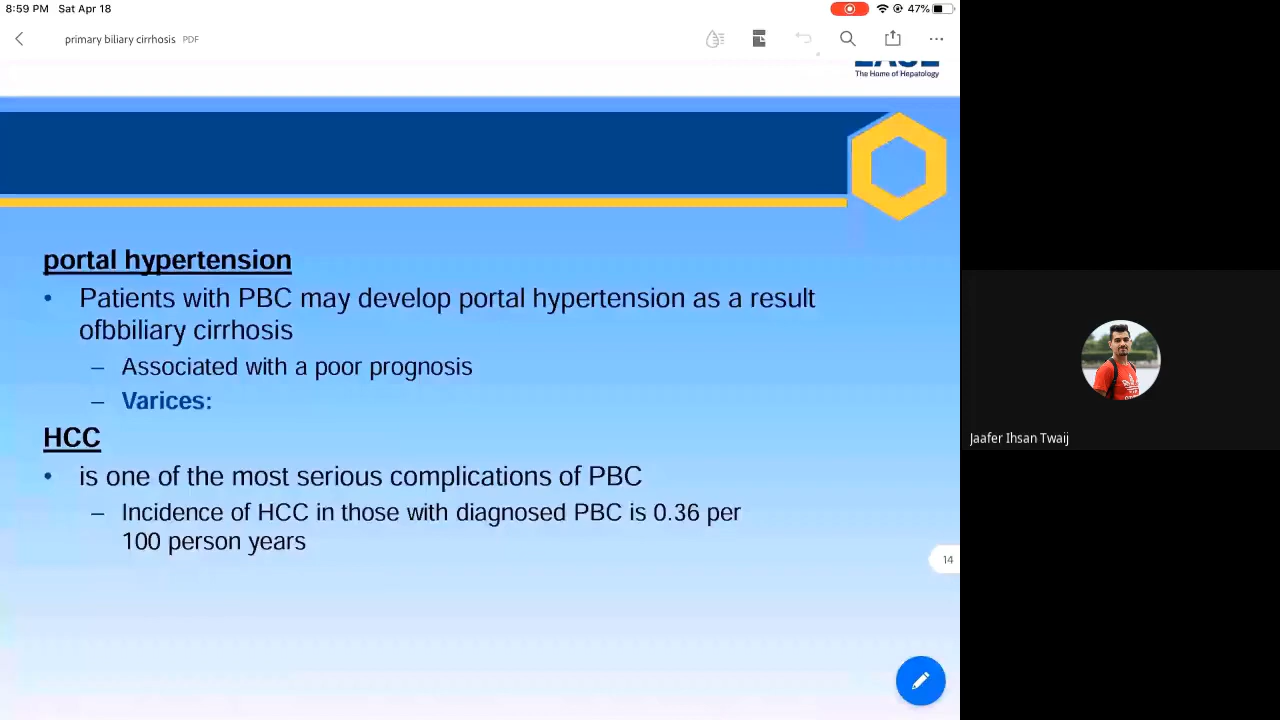 8:59 PM Sat Apr 18
47%
primary biliary cirrhosis PDF
The Home of Hepatology
portal hypertension
• Patients with PBC may develop portal hypertension as a result
ofbbiliary cirrhosis
– Associated with a poor prognosis
– Varices:
HCC
• is one of the most serious complications of PBC
– Incidence of HCC in those with diagnosed PBC is 0.36 per
100 person years
14
Jaafer Ihsan Twaij